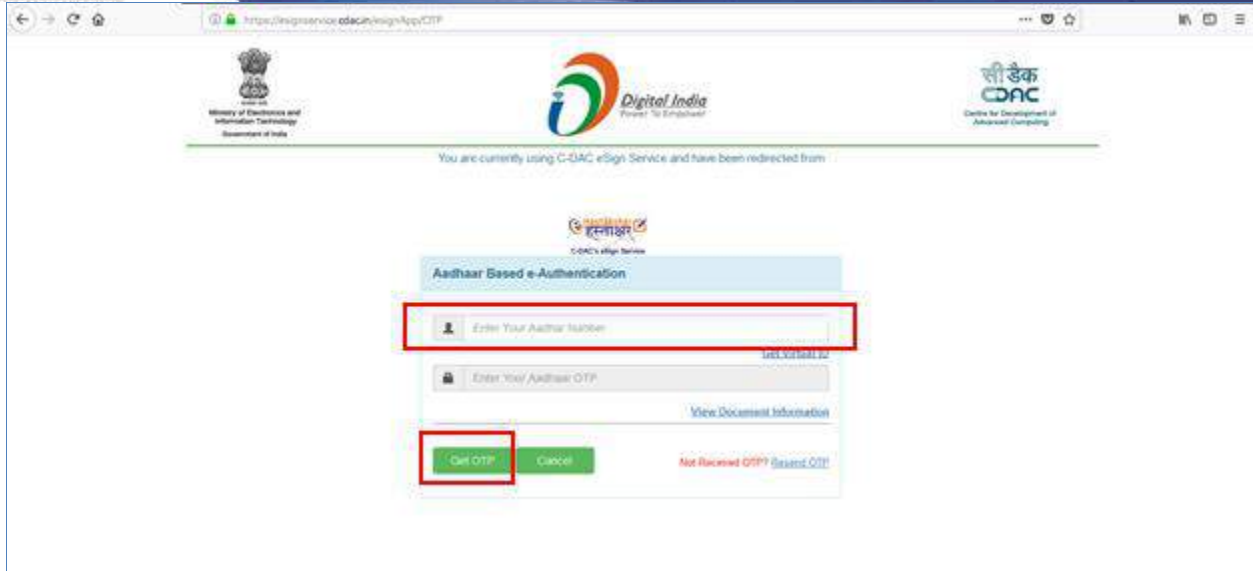 https://esignservice.cdac.in/esignApp/OTP
Ministry of Electronics and
Information Technology
Government of India
Digital India
Power To Empower
सी डैक
CDAC
Centre for Development of
Advanced Computing
You are currently using C-DAC eSign Service and have been redirected from
हस्ताक्षर
C-DAC's eSign Service
Aadhaar Based e-Authentication
Enter Your Aadhar Number
Get Virtual ID
Enter Your Aadhaar OTP
View Document Information
Get OTP Cancel Not Received OTP? Resend OTP